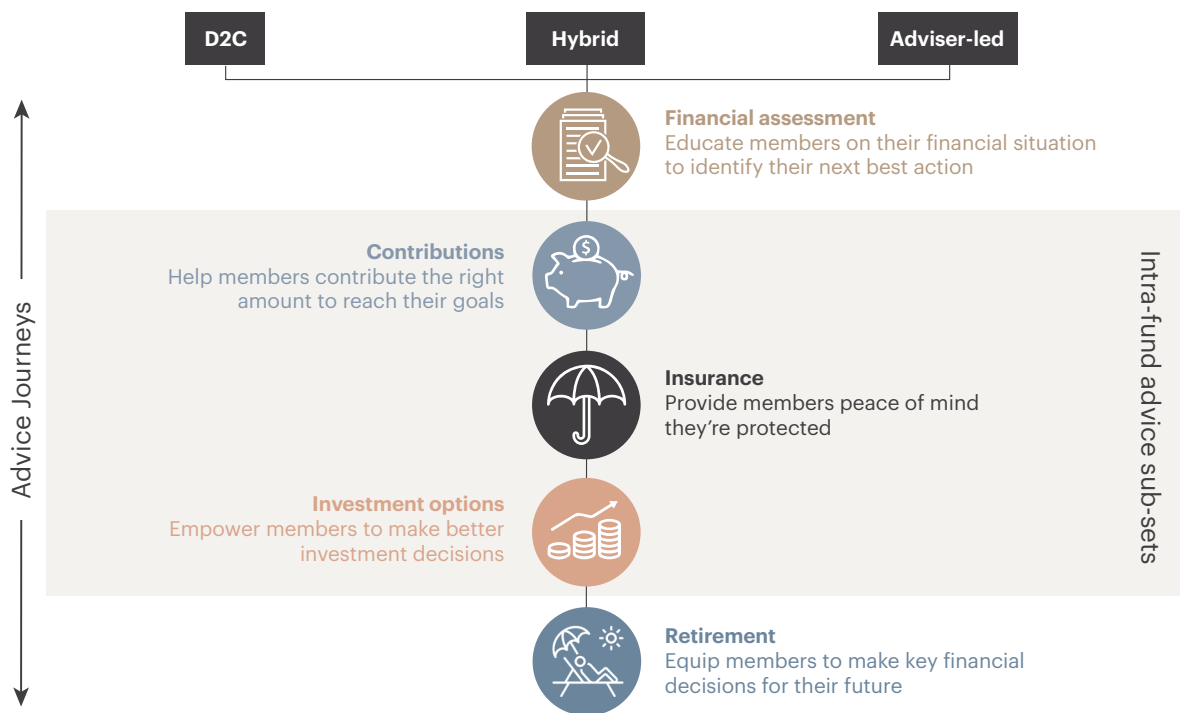 D2C
Hybrid
Adviser-led
Financial assessment
Educate members on their financial situation
to identify their next best action
Contributions
Help members contribute the right
amount to reach their goals
$
Insurance
Provide members peace of mind
they’re protected
Investment options
Empower members to make better
investment decisions
Retirement
Equip members to make key financial
decisions for their future
Advice Journeys
Intra-fund advice sub-sets